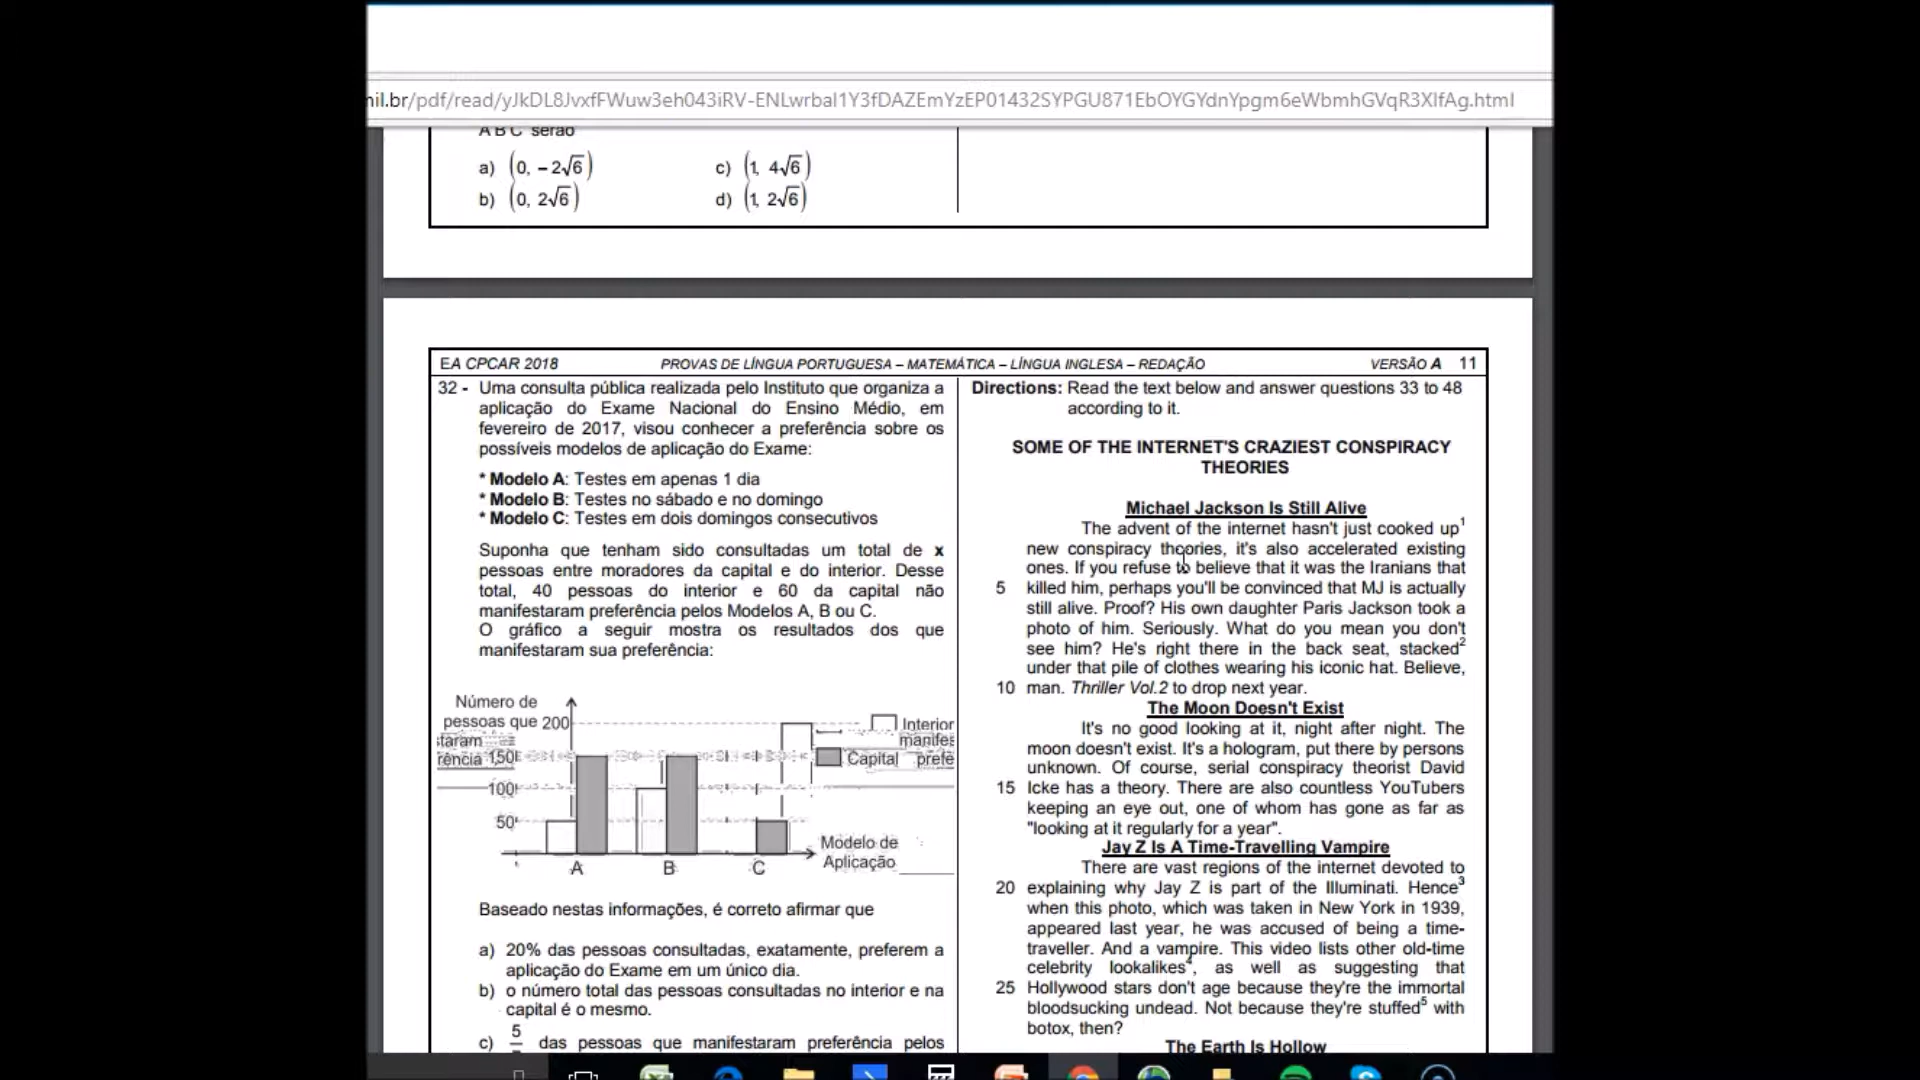 nil.br/pdf/read/yJkDL8JvxfFWuw3eh043iRV-ENLwrbal1Y3fDAZEmYzEP01432SYPGU871EbOYGYdnYpgm6eWbmhGVqR3XIfAg.html
A B C serão
a) (0, −2√6)
b) (0, 2√6)
c) (1, 4√6)
d) (1, 2√6)
EA CPCAR 2018 PROVAS DE LÍNGUA PORTUGUESA – MATEMÁTICA – LÍNGUA INGLESA – REDAÇÃO VERSÃO A 11
32 - Uma consulta pública realizada pelo Instituto que organiza a
aplicação do Exame Nacional do Ensino Médio, em
fevereiro de 2017, visou conhecer a preferência sobre os
possíveis modelos de aplicação do Exame:
* Modelo A: Testes em apenas 1 dia
* Modelo B: Testes no sábado e no domingo
* Modelo C: Testes em dois domingos consecutivos
Suponha que tenham sido consultadas um total de x
pessoas entre moradores da capital e do interior. Desse
total, 40 pessoas do interior e 60 da capital não
manifestaram preferência pelos Modelos A, B ou C.
O gráfico a seguir mostra os resultados dos que
manifestaram sua preferência:
Número de
pessoas que
taram
rência
200
150
100
50
A
B
C
Interior
manifes
Capital
prefe
Modelo de
Aplicação
Baseado nestas informações, é correto afirmar que
a) 20% das pessoas consultadas, exatamente, preferem a
aplicação do Exame em um único dia.
b) o número total das pessoas consultadas no interior e na
capital é o mesmo.
c) 5 das pessoas que manifestaram preferência pelos
Directions: Read the text below and answer questions 33 to 48
according to it.
SOME OF THE INTERNET'S CRAZIEST CONSPIRACY
THEORIES
Michael Jackson Is Still Alive
The advent of the internet hasn't just cooked up1
new conspiracy theories, it's also accelerated existing
ones. If you refuse to believe that it was the Iranians that
5 killed him, perhaps you'll be convinced that MJ is actually
still alive. Proof? His own daughter Paris Jackson took a
photo of him. Seriously. What do you mean you don't
see him? He's right there in the back seat, stacked2
under that pile of clothes wearing his iconic hat. Believe,
10 man. Thriller Vol.2 to drop next year.
The Moon Doesn't Exist
It's no good looking at it, night after night. The
moon doesn't exist. It's a hologram, put there by persons
unknown. Of course, serial conspiracy theorist David
15 Icke has a theory. There are also countless YouTubers
keeping an eye out, one of whom has gone as far as
"looking at it regularly for a year".
Jay Z Is A Time-Travelling Vampire
There are vast regions of the internet devoted to
20 explaining why Jay Z is part of the Illuminati. Hence3
when this photo, which was taken in New York in 1939,
appeared last year, he was accused of being a time-
traveller. And a vampire. This video lists other old-time
celebrity lookalikes4, as well as suggesting that
25 Hollywood stars don't age because they're the immortal
bloodsucking undead. Not because they're stuffed5 with
botox, then?
The Earth Is Hollow